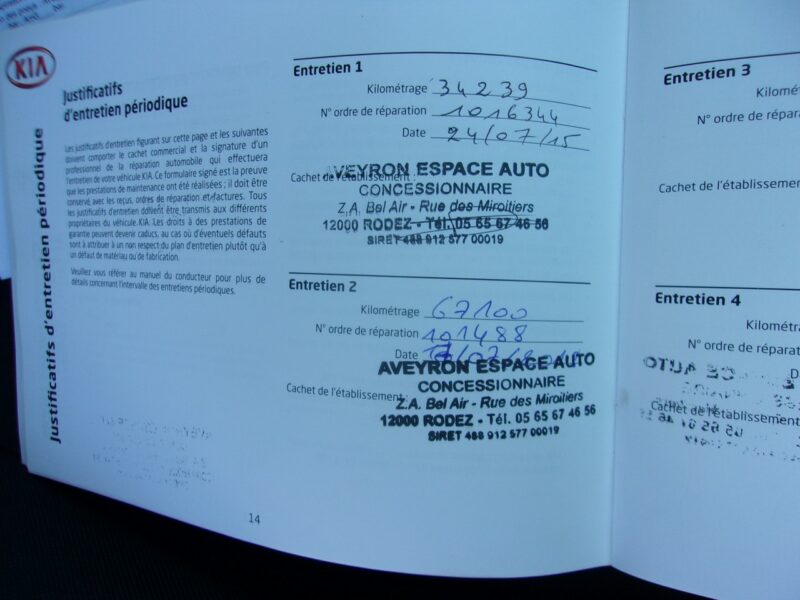 KIA
Justificatifs
d'entretien périodique
Les justificatifs d'entretien figurant sur cette page et les suivantes
doivent comporter le cachet commercial et la signature d'un
professionnel de la réparation automobile qui effectuera
l'entretien de votre véhicule KIA. Ce formulaire signé est la preuve
que les prestations de maintenance ont été réalisées ; il doit être
conservé, avec les reçus, ordres de réparation et factures. Tous
les justificatifs d'entretien doivent être transmis aux différents
propriétaires du véhicule KIA. Les droits à des prestations de
garantie peuvent devenir caducs, au cas où d'éventuels défauts
sont à attribuer à un non respect du plan d'entretien plutôt qu'à
un défaut de matériau ou de fabrication.
Veuillez vous référer au manuel du conducteur pour plus de
détails concernant l'intervalle des entretiens périodiques.
Justificatifs d'entretien périodique
14
Entretien 1
Kilométrage 34239
N° ordre de réparation 1016344
Date 24/07/15
Cachet de l'établissement :
AVEYRON ESPACE AUTO
CONCESSIONNAIRE
Z.A. Bel Air - Rue des Miroitiers
12000 RODEZ - Tél. 05 65 67 46 56
SIRET 488 912 577 00019
Entretien 2
Kilométrage 67100
N° ordre de réparation 101488
Date
Cachet de l'établissement
AVEYRON ESPACE AUTO
CONCESSIONNAIRE
Z.A. Bel Air - Rue des Miroitiers
12000 RODEZ - Tél. 05 65 67 46 56
SIRET 488 912 577 00019
Entretien 3
N° ordre de
Cachet de l'établissement
Entretien 4
N° ordre de
Cachet de l'établissement